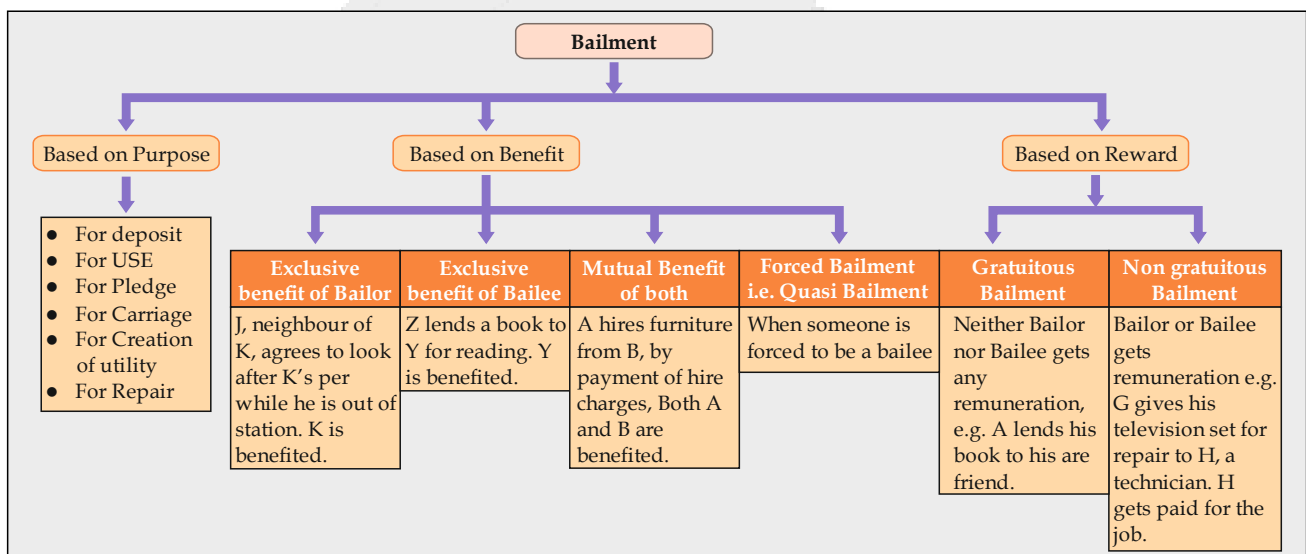 Bailment
Based on Purpose
Based on Benefit
Based on Reward
● For deposit
● For USE
● For Pledge
● For Carriage
● For Creation
of utility
● For Repair
Exclusive
benefit of Bailor
J, neighbour of
K, agrees to look
after K's per
while he is out of
station. K is
benefited.
Exclusive
benefit of Bailee
Z lends a book to
Y for reading. Y
is benefited.
Mutual Benefit
of both
A hires furniture
from B, by
payment of hire
charges, Both A
and B are
benefited.
Forced Bailment
i.e. Quasi Bailment
When someone is
forced to be a bailee
Gratuitous
Bailment
Neither Bailor
nor Bailee gets
any
remuneration,
e.g. A lends his
book to his are
friend.
Non gratuitous
Bailment
Bailor or Bailee
gets
remuneration e.g.
G gives his
television set for
repair to H, a
technician. H
gets paid for the
job.